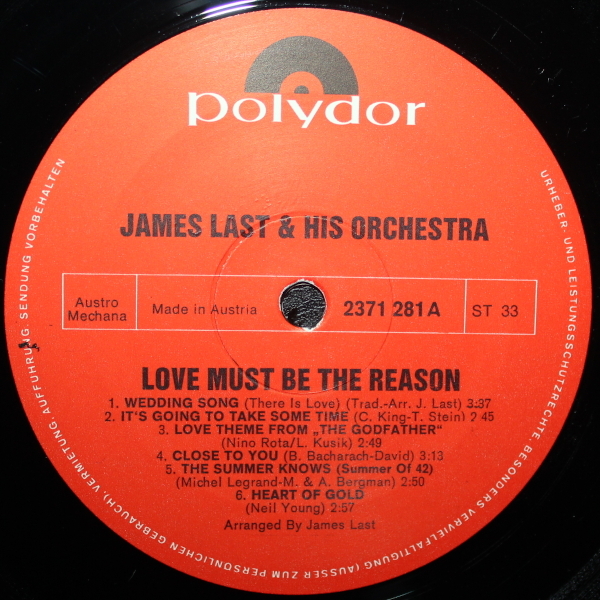 polydor
JAMES LAST & HIS ORCHESTRA
Austro
Mechana
Made in Austria
2371 281 A
ST 33
LOVE MUST BE THE REASON
1. WEDDING SONG (There Is Love) (Trad.-Arr. J. Last) 3:37
2. IT'S GOING TO TAKE SOME TIME (C. King-T. Stein) 2 45
3. LOVE THEME FROM „THE GODFATHER"
(Nino Rota/L. Kusik) 2:49
4. CLOSE TO YOU (B. Bacharach-David) 3:13
5. THE SUMMER KNOWS (Summer Of 42)
(Michel Legrand-M. & A. Bergman) 2:50
6. HEART OF GOLD
(Neil Young) 2:57
Arranged By James Last
URHEBER- UND LEISTUNGSSCHUTZRECHTE, BESONDERS VERVIELFÄLTIGUNG (AUSSER ZUM PERSÖNLICHEN GEBRAUCH), VERMIETUNG, AUFFÜHRUNG, SENDUNG VORBEHALTEN